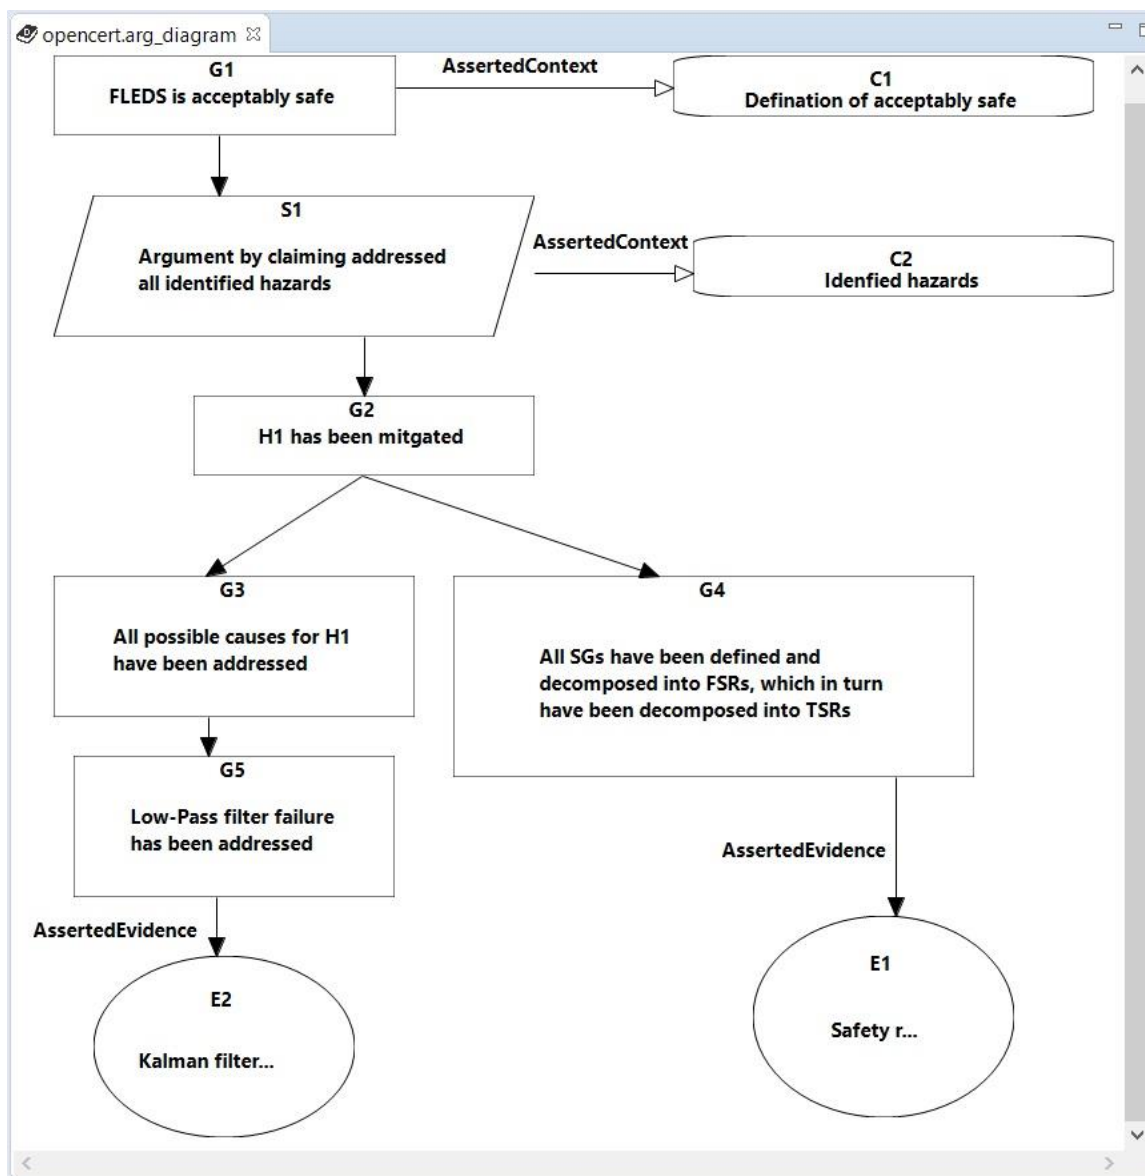 opencert.arg_diagram
G1
FLEDS is acceptably safe
AssertedContext
C1
Defination of acceptably safe
S1
Argument by claiming addressed
all identified hazards
AssertedContext
C2
Idenfied hazards
G2
H1 has been mitgated
G3
All possible causes for H1
have been addressed
G4
All SGs have been defined and
decomposed into FSRs, which in turn
have been decomposed into TSRs
G5
Low-Pass filter failure
has been addressed
AssertedEvidence
AssertedEvidence
E2
Kalman filter...
E1
Safety r...